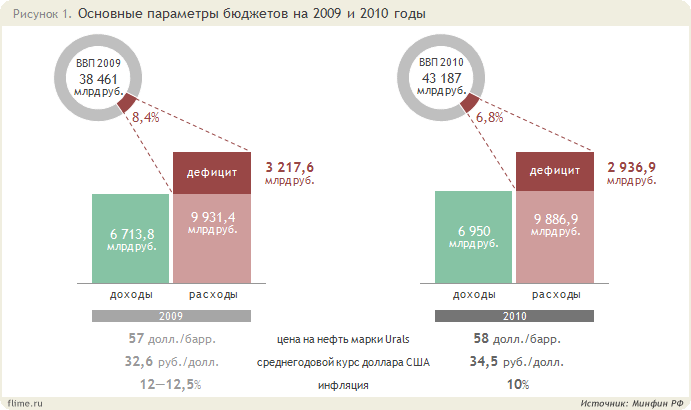 Рисунок 1. Основные параметры бюджетов на 2009 и 2010 годы
ВВП 2009
38 461
млрд руб.
8,4%
дефицит
3 217,6
млрд руб.
6 713,8
млрд руб.
9 931,4
млрд руб.
доходы
расходы
2009
ВВП 2010
43 187
млрд руб.
6,8%
дефицит
2 936,9
млрд руб.
6 950
млрд руб.
9 886,9
млрд руб.
доходы
расходы
2010
57 долл./барр. цена на нефть марки Urals 58 долл./барр.
32,6 руб./долл. среднегодовой курс доллара США 34,5 руб./долл.
12—12,5% инфляция 10%
flime.ru
Источник: Минфин РФ